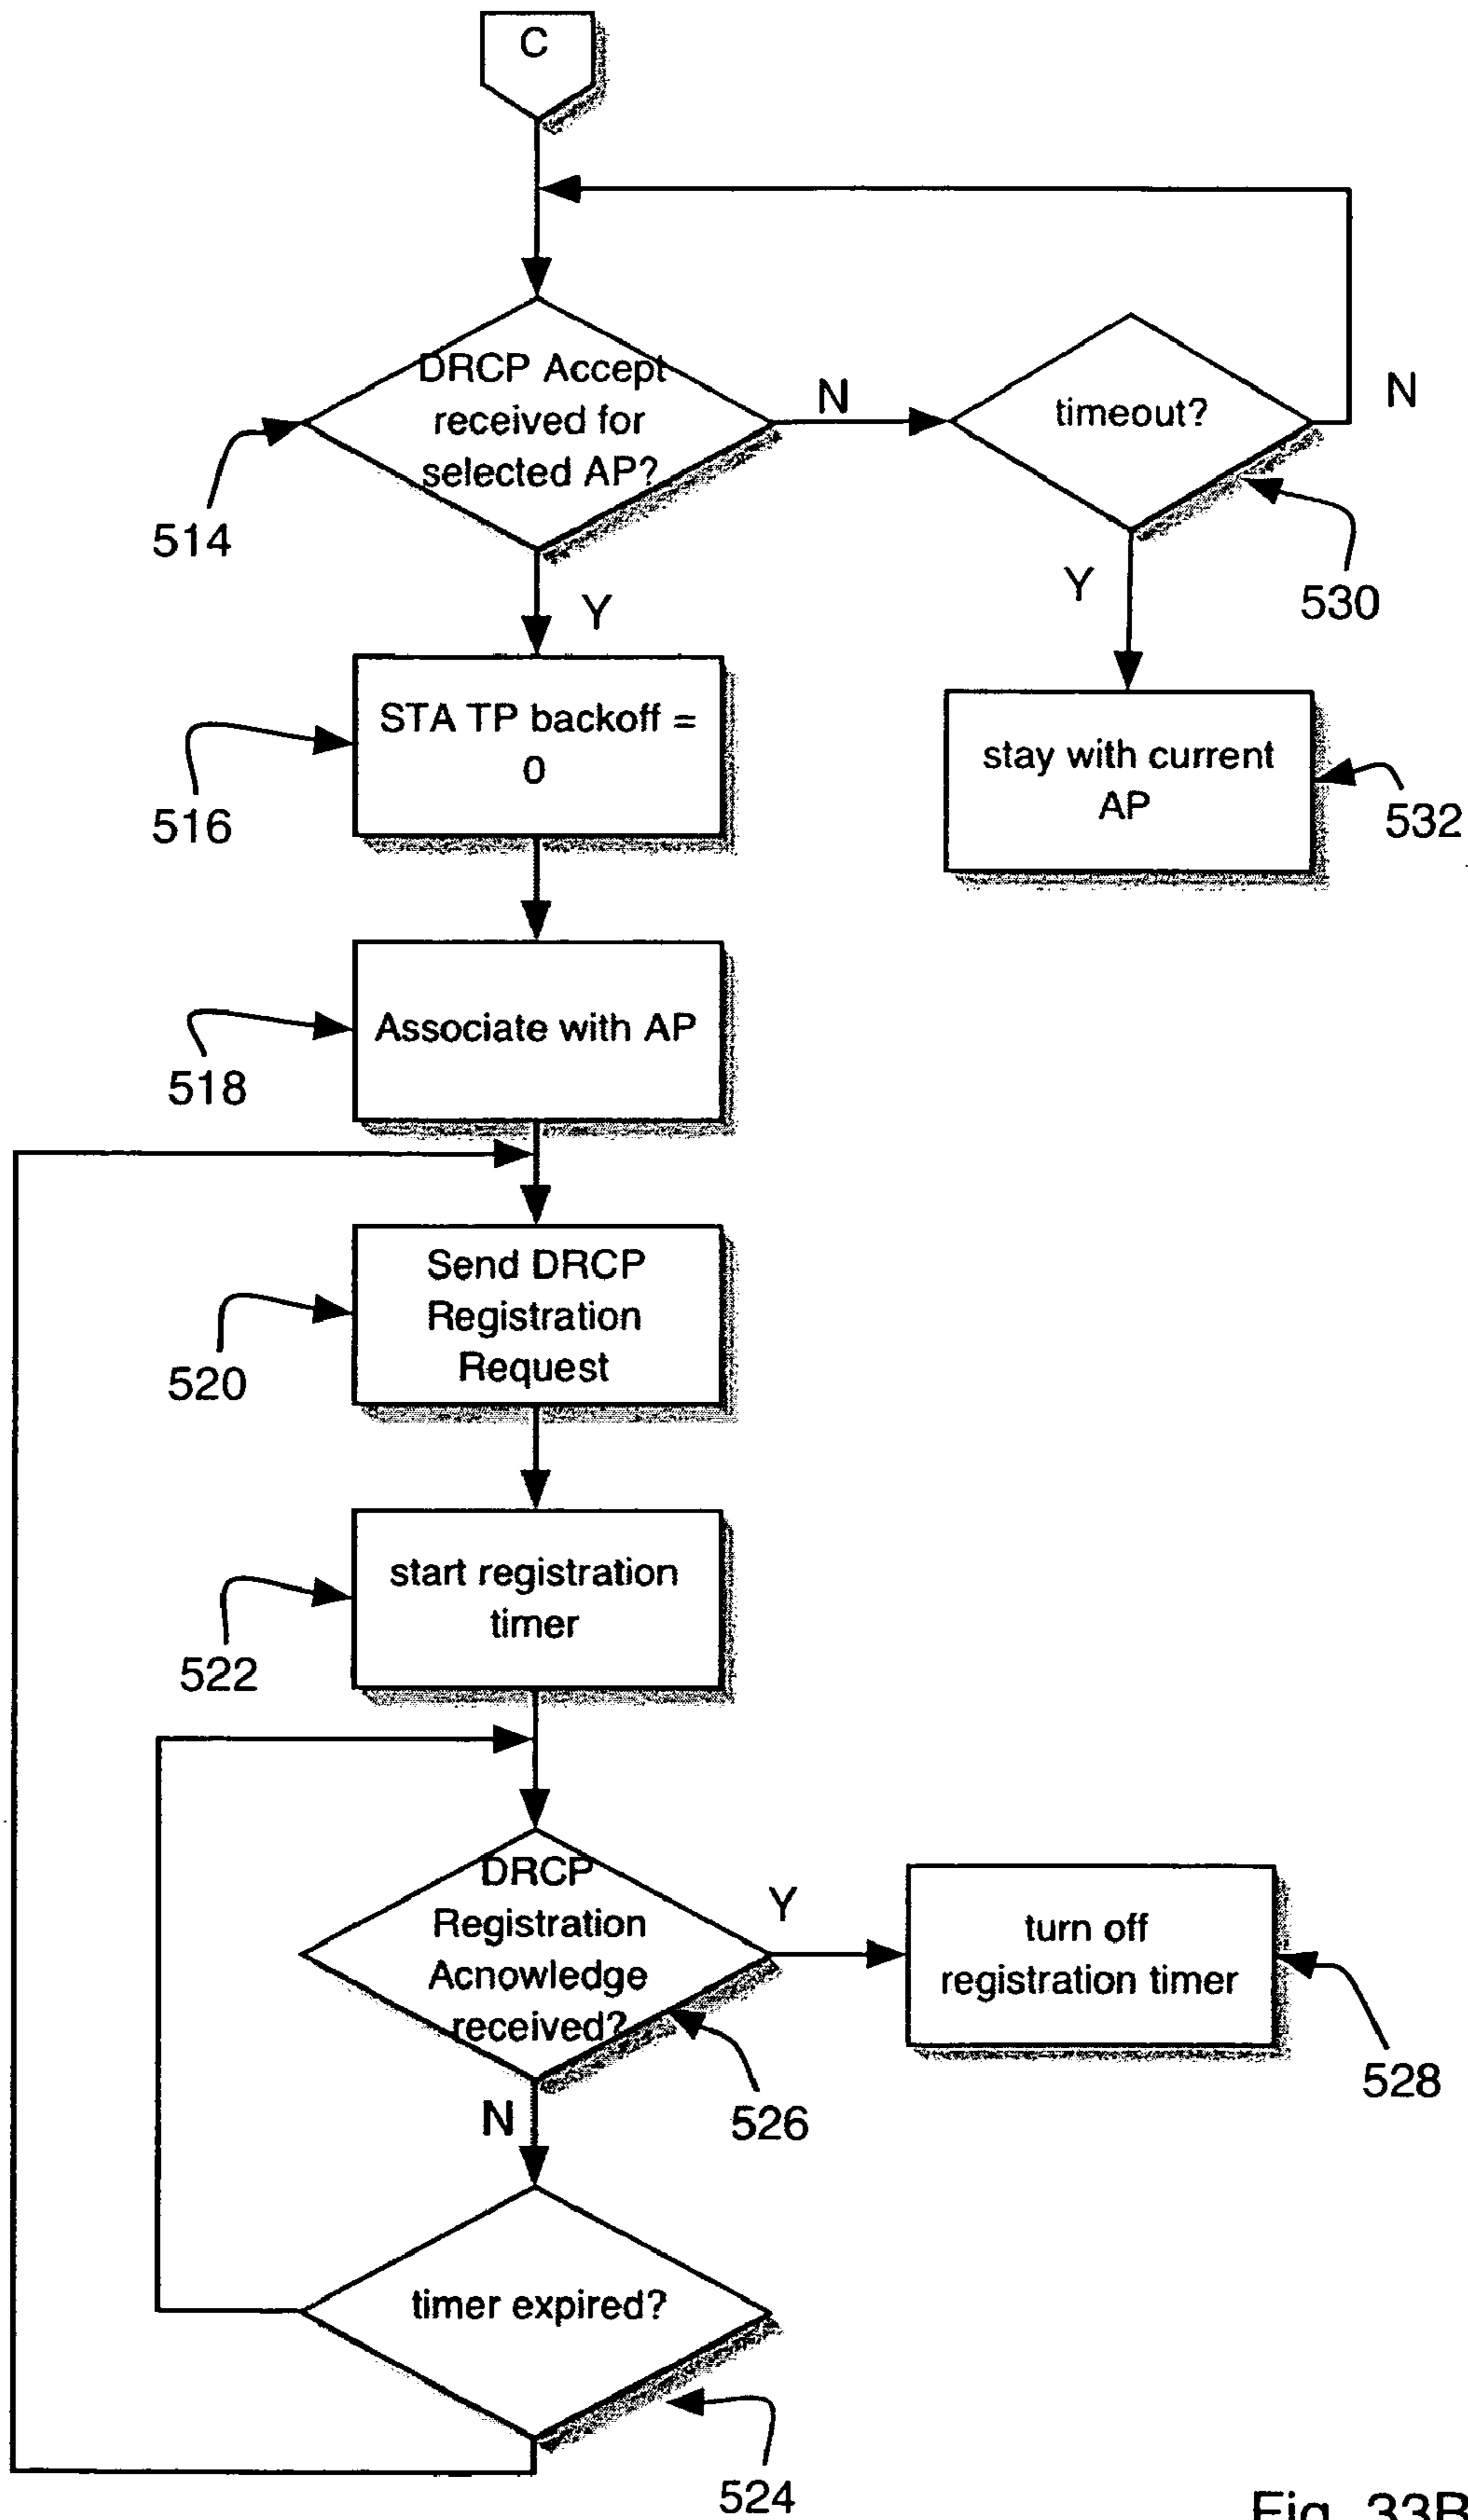 C
DRCP Accept
received for
selected AP?
N
timeout?
N
514
530
Y
Y
STA TP backoff =
0
516
stay with current
AP
532
Associate with AP
518
Send DRCP
Registration
Request
520
start registration
timer
522
DRCP
Registration
Acnowledge
received?
Y
turn off
registration timer
526
528
N
timer expired?
524
Fig. 33B